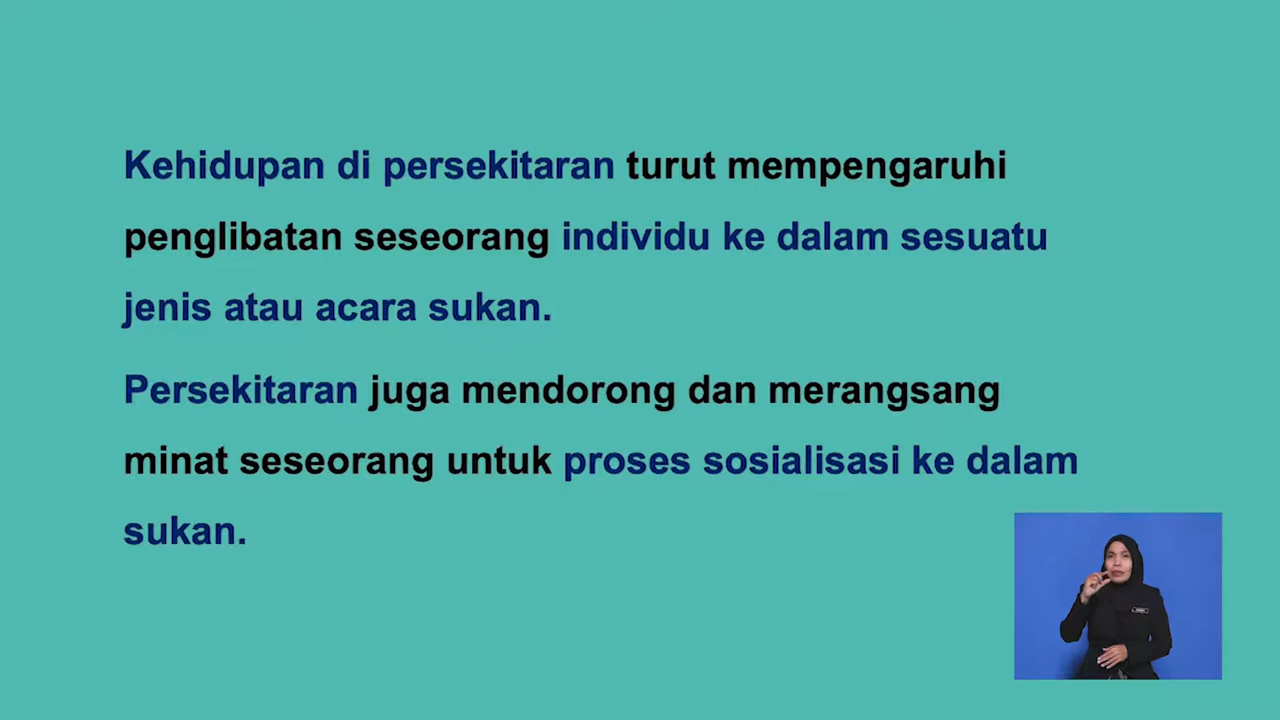 Kehidupan di persekitaran turut mempengaruhi
penglibatan seseorang individu ke dalam sesuatu
jenis atau acara sukan.
Persekitaran juga mendorong dan merangsang
minat seseorang untuk proses sosialisasi ke dalam
sukan.